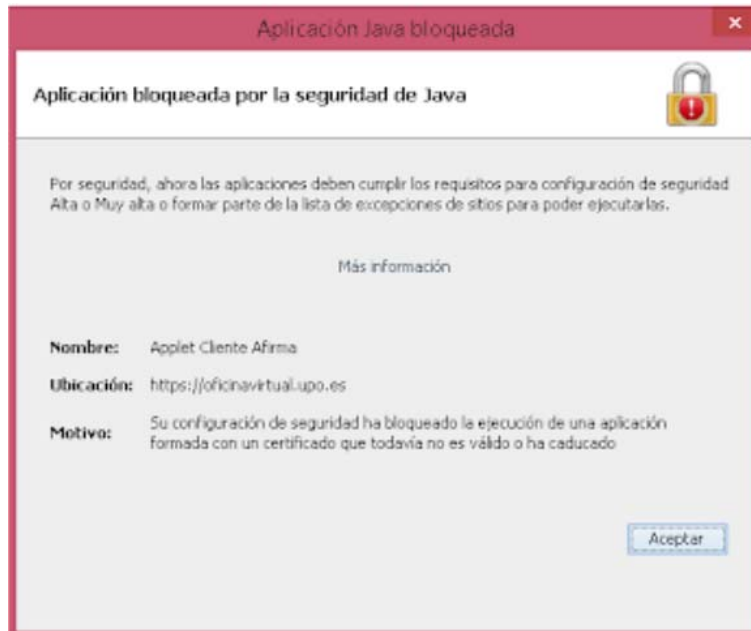 Aplicación Java bloqueada
Aplicación bloqueada por la seguridad de Java
Por seguridad, ahora las aplicaciones deben cumplir los requisitos para configuración de seguridad
Alta o Muy alta o formar parte de la lista de excepciones de sitios para poder ejecutarlas.
Más información
Nombre: Applet Cliente Afirma
Ubicación: https://oficinavirtual.upo.es
Motivo: Su configuración de seguridad ha bloqueado la ejecución de una aplicación
formada con un certificado que todavía no es válido o ha caducado
Aceptar